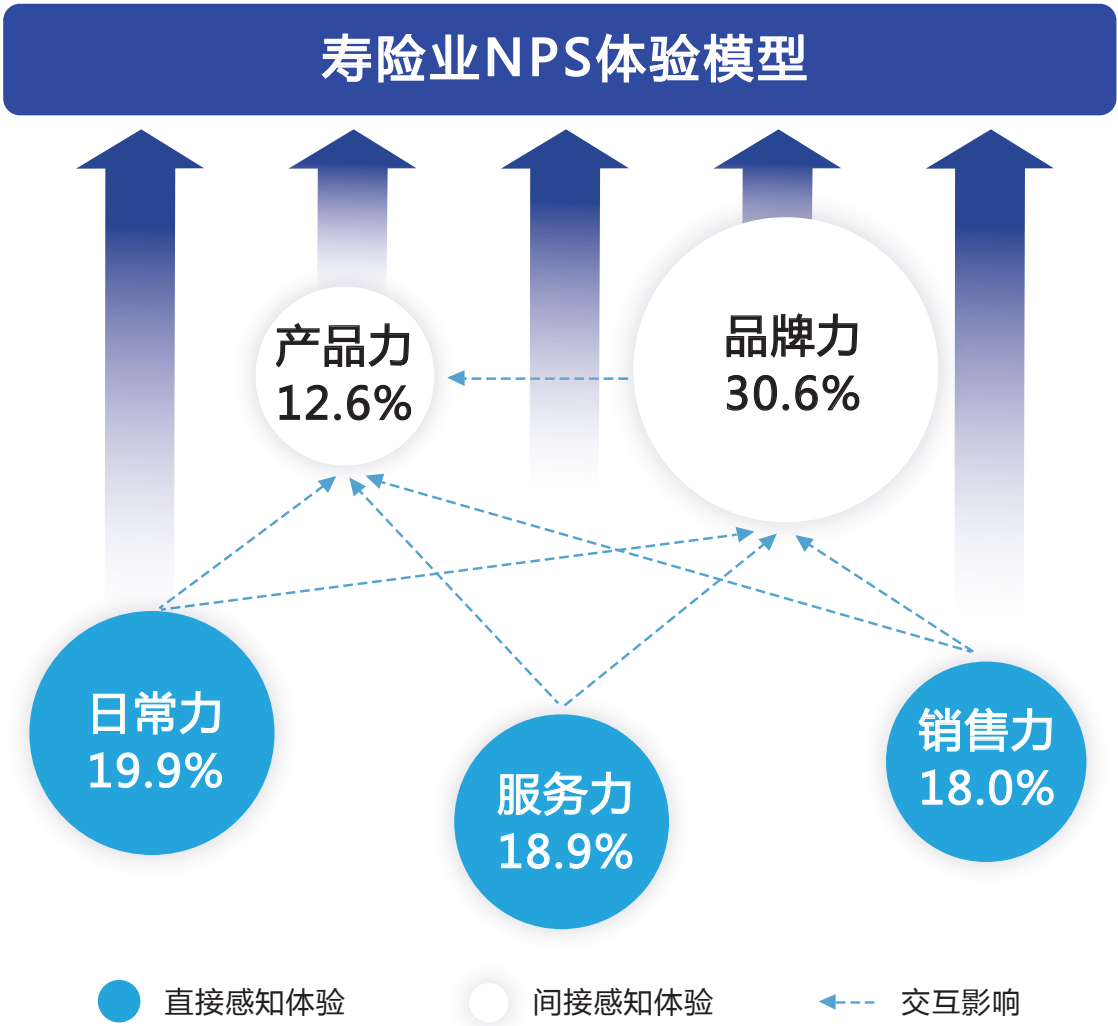 寿险业NPS体验模型
产品力
12.6%
品牌力
30.6%
日常力
19.9%
服务力
18.9%
销售力
18.0%
直接感知体验
间接感知体验
交互影响